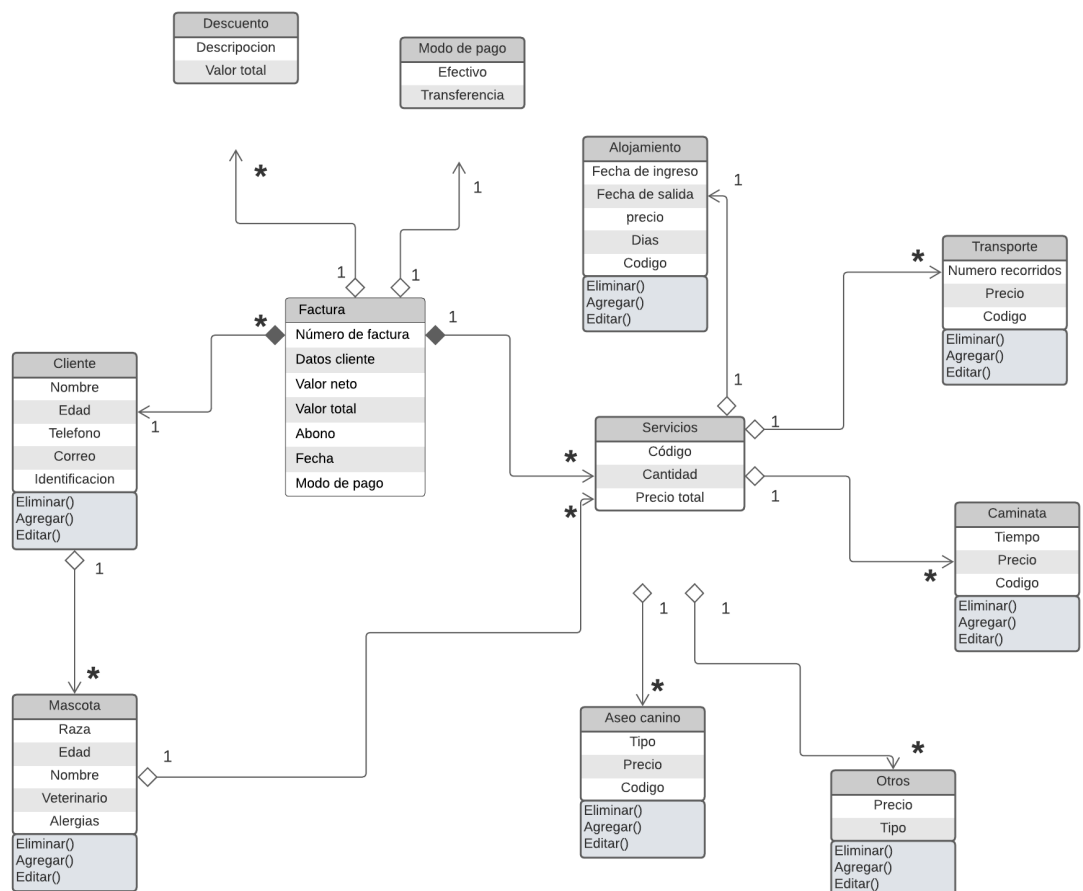 Descuento
Descripocion
Valor total
Modo de pago
Efectivo
Transferencia
*
1
1
1
Alojamiento
Fecha de ingreso
Fecha de salida
precio
Dias
Codigo
Eliminar()
Agregar()
Editar()
1
1
Transporte
Numero recorridos
Precio
Codigo
Eliminar()
Agregar()
Editar()
*
1
Factura
Número de factura
Datos cliente
Valor neto
Valor total
Abono
Fecha
Modo de pago
*
1
1
*
Cliente
Nombre
Edad
Telefono
Correo
Identificacion
Eliminar()
Agregar()
Editar()
1
*
Servicios
Código
Cantidad
Precio total
*
1
*
Caminata
Tiempo
Precio
Codigo
Eliminar()
Agregar()
Editar()
1
1
*
*
Mascota
Raza
Edad
Nombre
Veterinario
Alergias
Eliminar()
Agregar()
Editar()
1
Aseo canino
Tipo
Precio
Codigo
Eliminar()
Agregar()
Editar()
Otros
Precio
Tipo
Eliminar()
Agregar()
Editar()